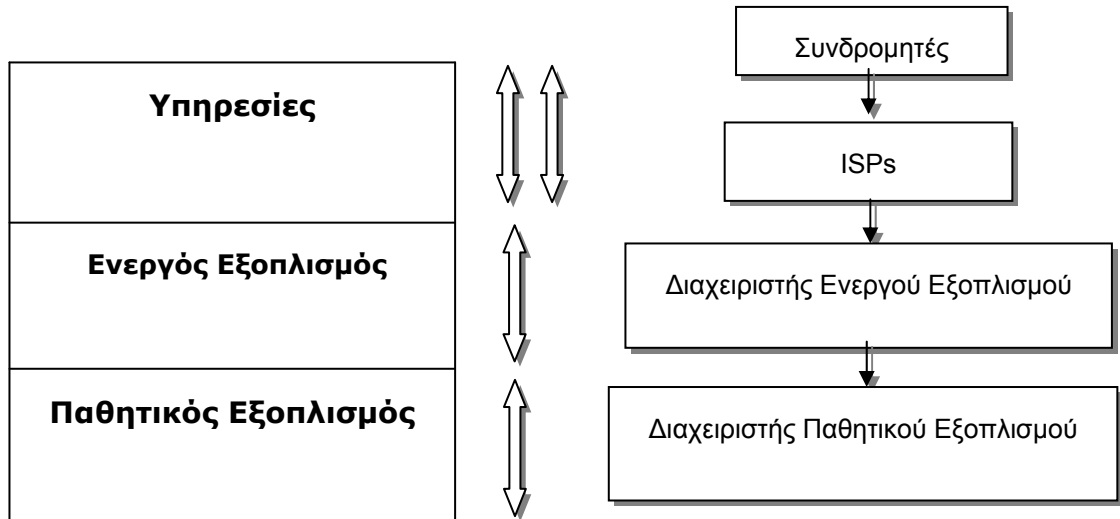 Υπηρεσίες
Ενεργός Εξοπλισμός
Παθητικός Εξοπλισμός
Συνδρομητές
ISPs
Διαχειριστής Ενεργού Εξοπλισμού
Διαχειριστής Παθητικού Εξοπλισμού